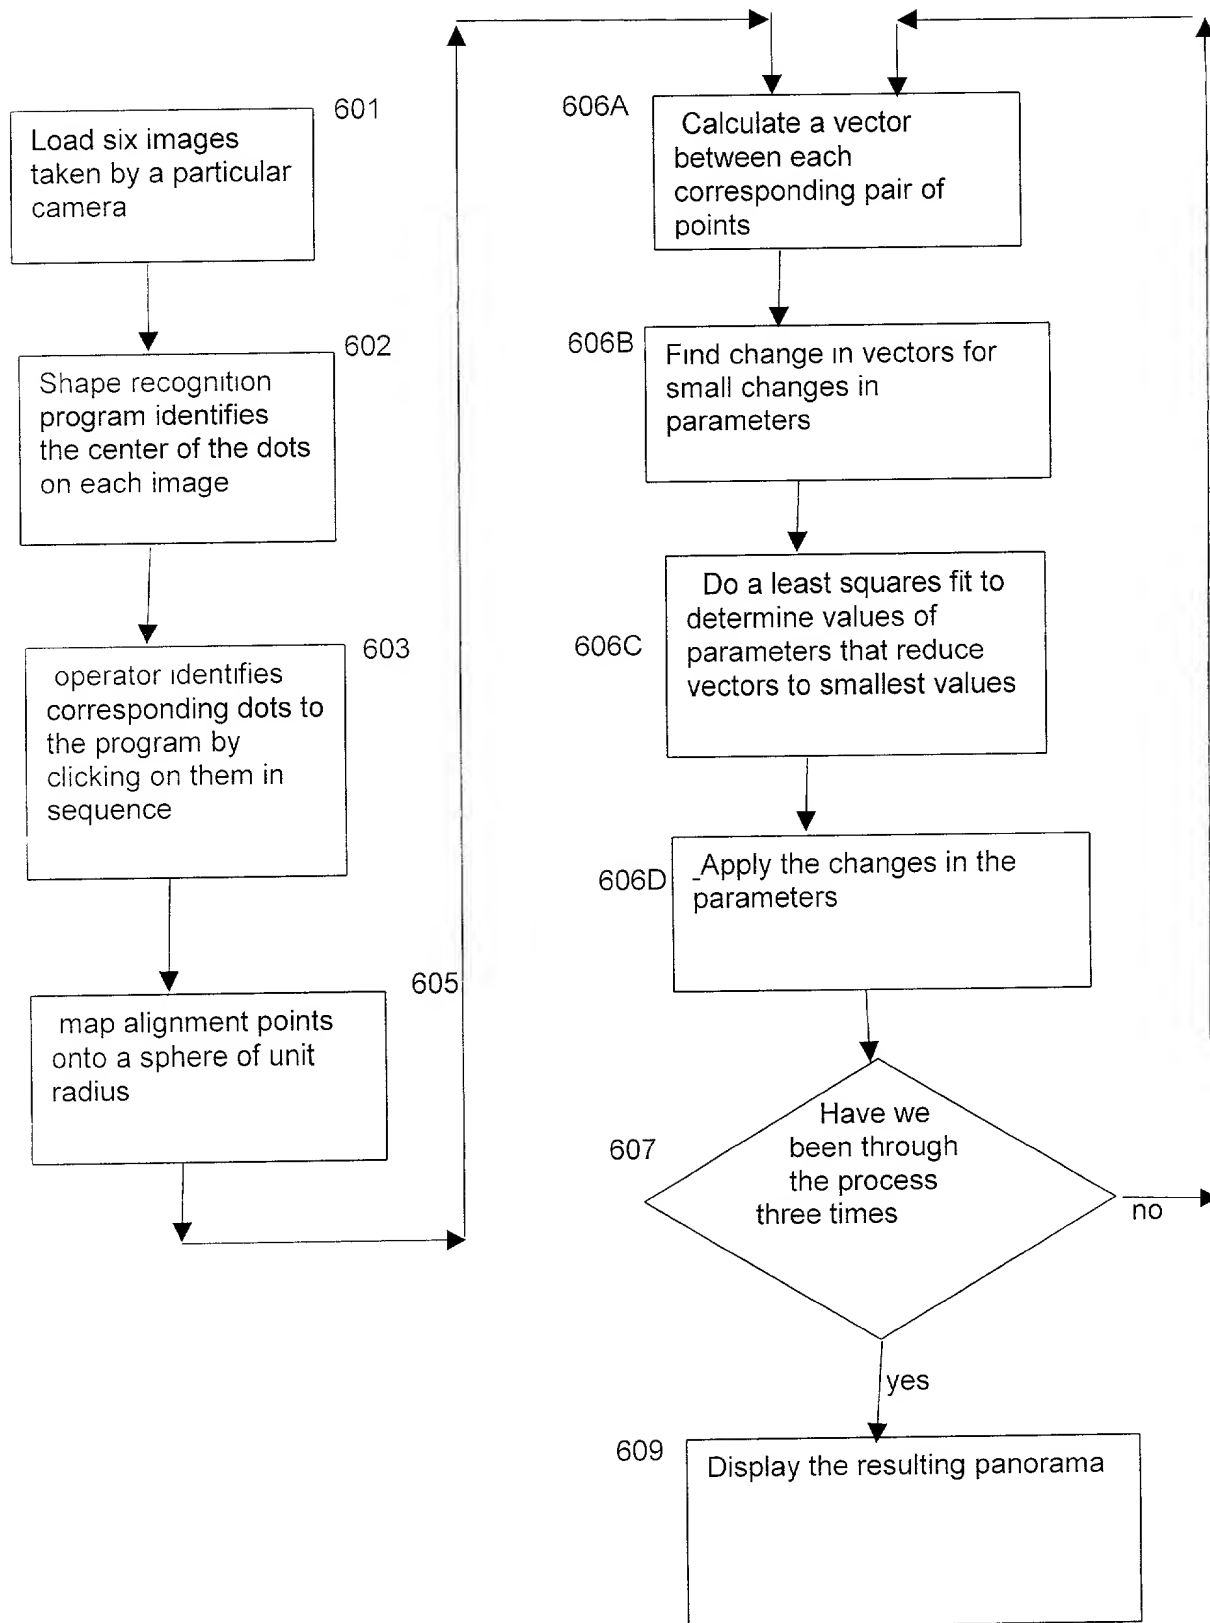 601
Load six images
taken by a particular
camera
602
Shape recognition
program identifies
the center of the dots
on each image
603
operator identifies
corresponding dots to
the program by
clicking on them in
sequence
605
map alignment points
onto a sphere of unit
radius
606A
Calculate a vector
between each
corresponding pair of
points
606B
Find change in vectors for
small changes in
parameters
606C
Do a least squares fit to
determine values of
parameters that reduce
vectors to smallest values
606D
Apply the changes in the
parameters
607
Have we
been through
the process
three times
no
yes
609
Display the resulting panorama